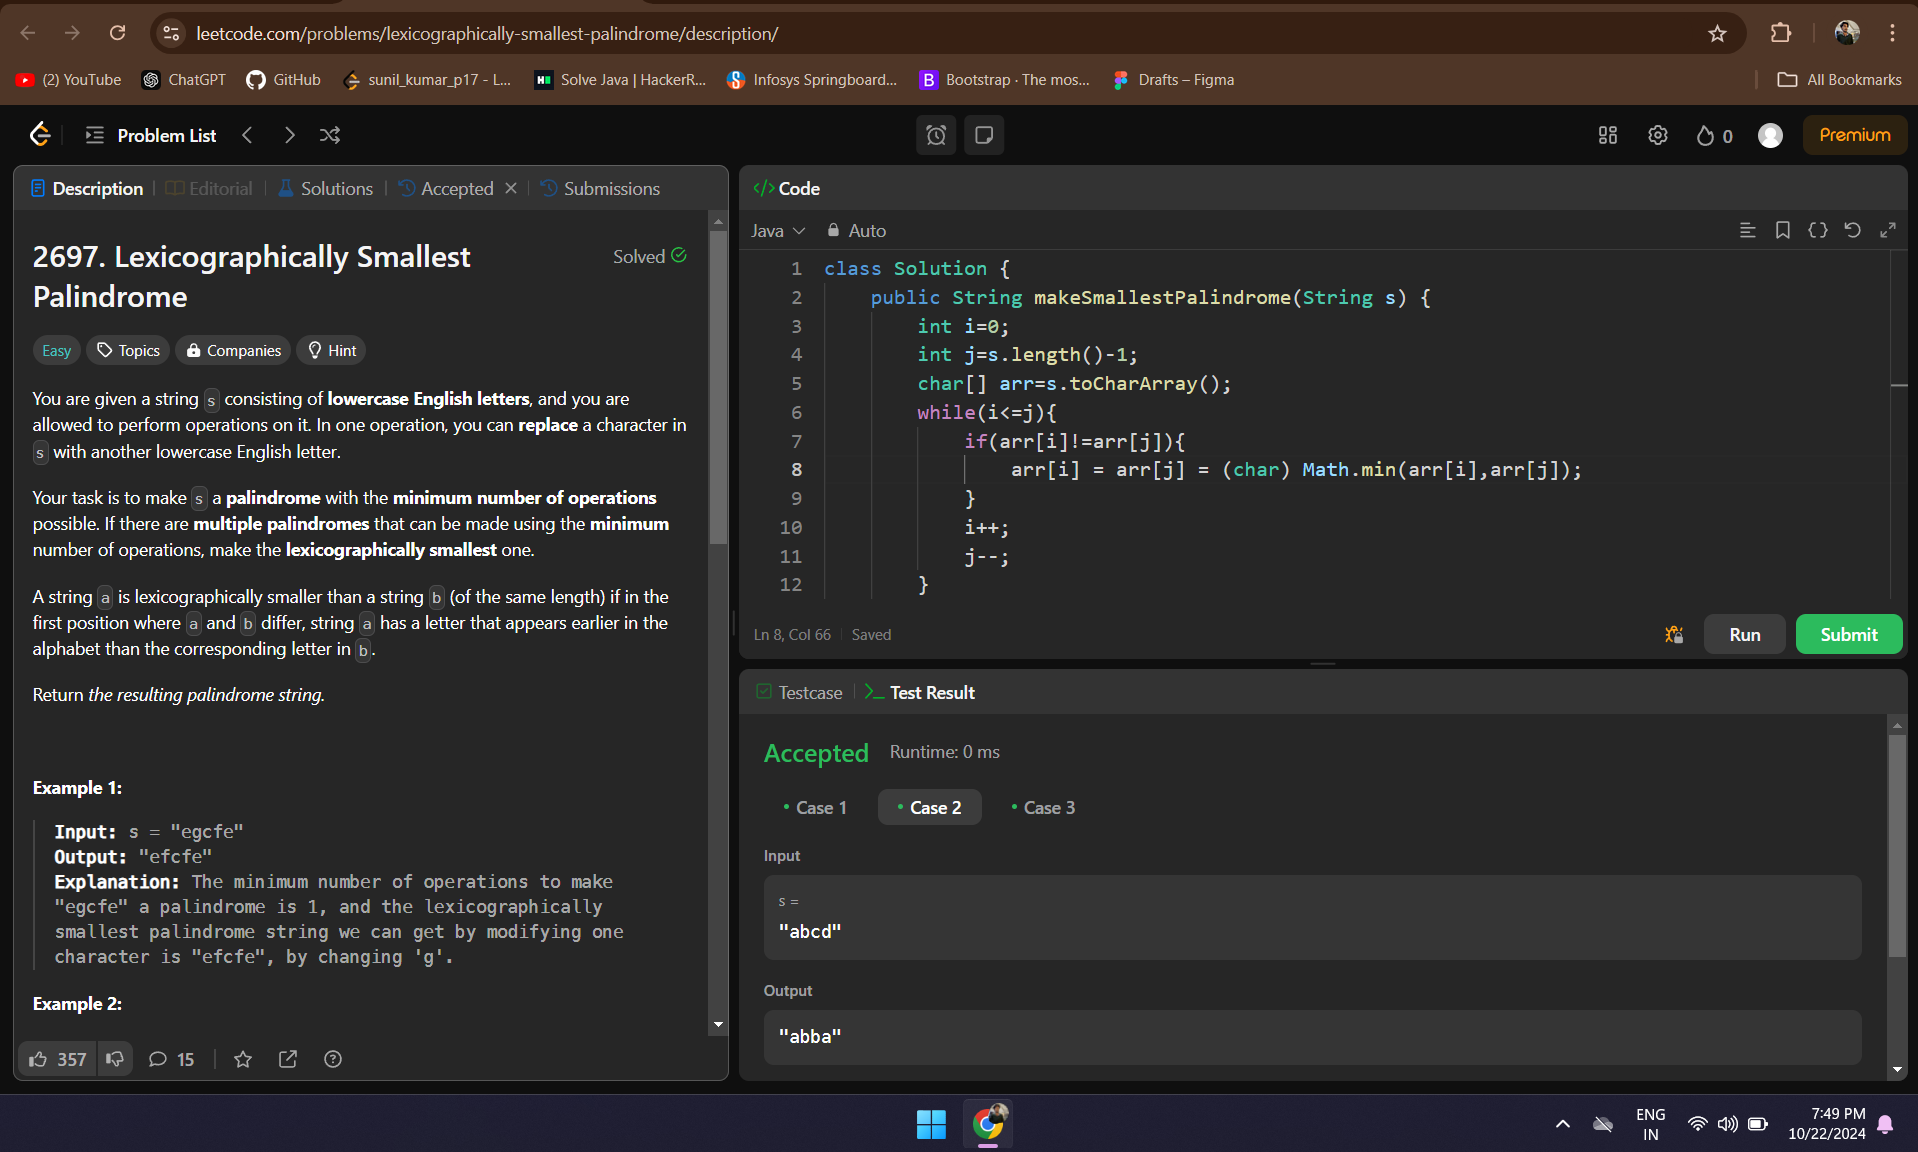 leetcode.com/problems/lexicographically-smallest-palindrome/description/
(2) YouTube ChatGPT GitHub sunil_kumar_p17 - L... Solve Java | HackerR... Infosys Springboard... Bootstrap · The mos... Drafts – Figma All Bookmarks
Problem List 0 Premium
Description Editorial Solutions Accepted Submissions
2697. Lexicographically Smallest
Palindrome
Solved
Easy Topics Companies Hint
You are given a string s consisting of lowercase English letters, and you are
allowed to perform operations on it. In one operation, you can replace a character in
s with another lowercase English letter.
Your task is to make s a palindrome with the minimum number of operations
possible. If there are multiple palindromes that can be made using the minimum
number of operations, make the lexicographically smallest one.
A string a is lexicographically smaller than a string b (of the same length) if in the
first position where a and b differ, string a has a letter that appears earlier in the
alphabet than the corresponding letter in b.
Return the resulting palindrome string.
Example 1:
Input: s = "egcfe"
Output: "efcfe"
Explanation: The minimum number of operations to make
"egcfe" a palindrome is 1, and the lexicographically
smallest palindrome string we can get by modifying one
character is "efcfe", by changing 'g'.
Example 2:
357 15
</> Code
Java Auto
1 class Solution {
2 public String makeSmallestPalindrome(String s) {
3 int i=0;
4 int j=s.length()-1;
5 char[] arr=s.toCharArray();
6 while(i<=j){
7 if(arr[i]!=arr[j]){
8 arr[i] = arr[j] = (char) Math.min(arr[i],arr[j]);
9 }
10 i++;
11 j--;
12 }
Ln 8, Col 66 Saved Run Submit
Testcase >_ Test Result
Accepted Runtime: 0 ms
• Case 1 • Case 2 • Case 3
Input
s =
"abcd"
Output
"abba"
ENG
IN
7:49 PM
10/22/2024